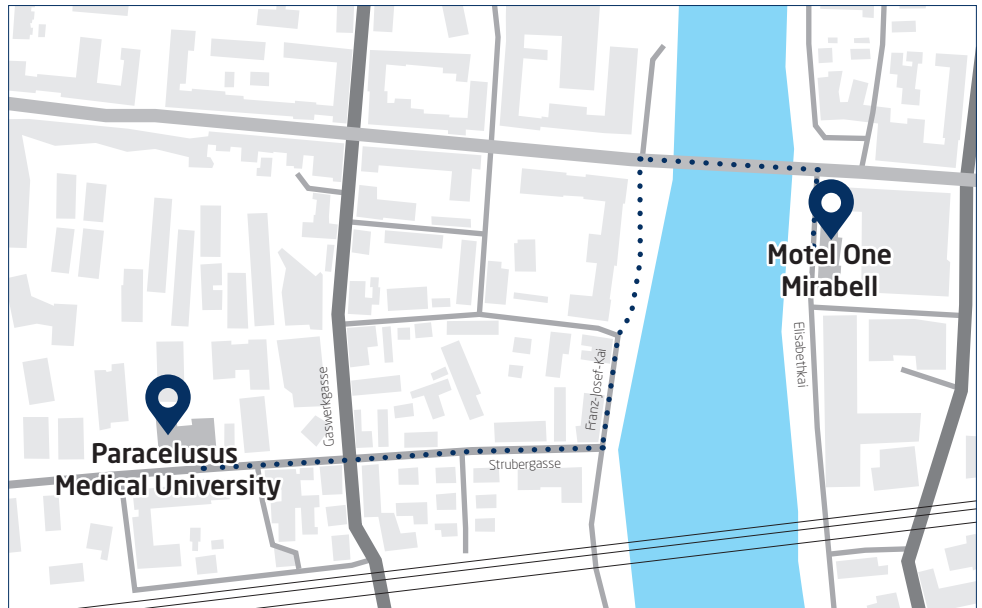 Motel One
Mirabell
Elisabethkai
Franz-Josef-Kai
Gaswerkgasse
Paracelusus
Medical University
Strubergasse